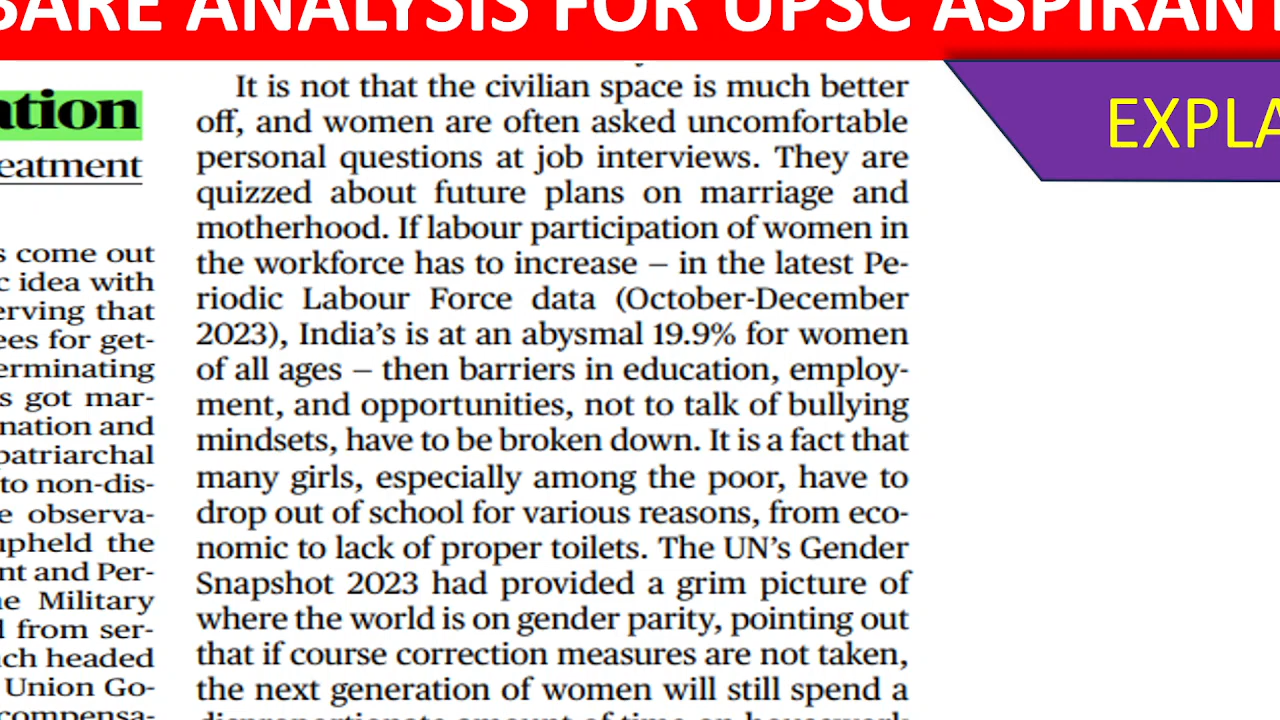 BARE ANALYSIS FOR UPSC ASPIRANT
EXPLA
ation
eatment
s come out
c idea with
erving that
ees for get-
erminating
s got mar-
nation and
patriarchal
to non-dis-
e observa-
upheld the
nt and Per-
e Military
l from ser-
ch headed
Union Go-
compensa-
It is not that the civilian space is much better
off, and women are often asked uncomfortable
personal questions at job interviews. They are
quizzed about future plans on marriage and
motherhood. If labour participation of women in
the workforce has to increase – in the latest Pe-
riodic Labour Force data (October-December
2023), India’s is at an abysmal 19.9% for women
of all ages – then barriers in education, employ-
ment, and opportunities, not to talk of bullying
mindsets, have to be broken down. It is a fact that
many girls, especially among the poor, have to
drop out of school for various reasons, from eco-
nomic to lack of proper toilets. The UN’s Gender
Snapshot 2023 had provided a grim picture of
where the world is on gender parity, pointing out
that if course correction measures are not taken,
the next generation of women will still spend a
disproportionate amount of time on housework